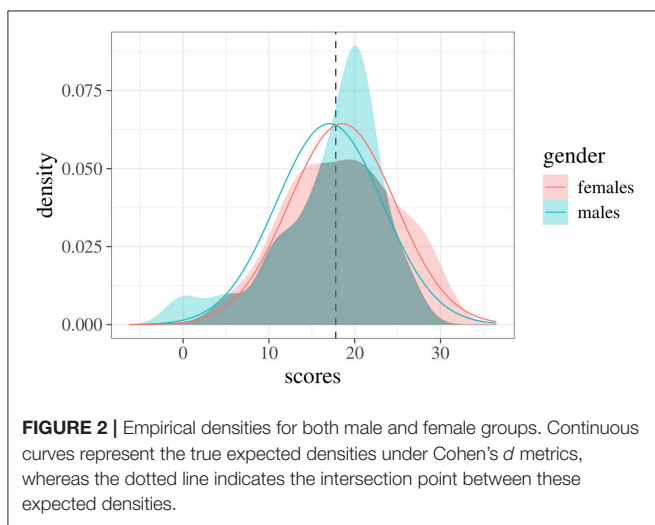 0.075
0.050
0.025
0.000
density
0
10
20
30
scores
gender
females
males
FIGURE 2 | Empirical densities for both male and female groups. Continuous
curves represent the true expected densities under Cohen's d metrics,
whereas the dotted line indicates the intersection point between these
expected densities.